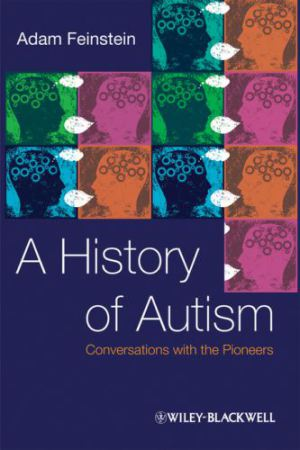 Adam Feinstein
A History
of Autism
Conversations with the Pioneers
WILEY-BLACKWELL